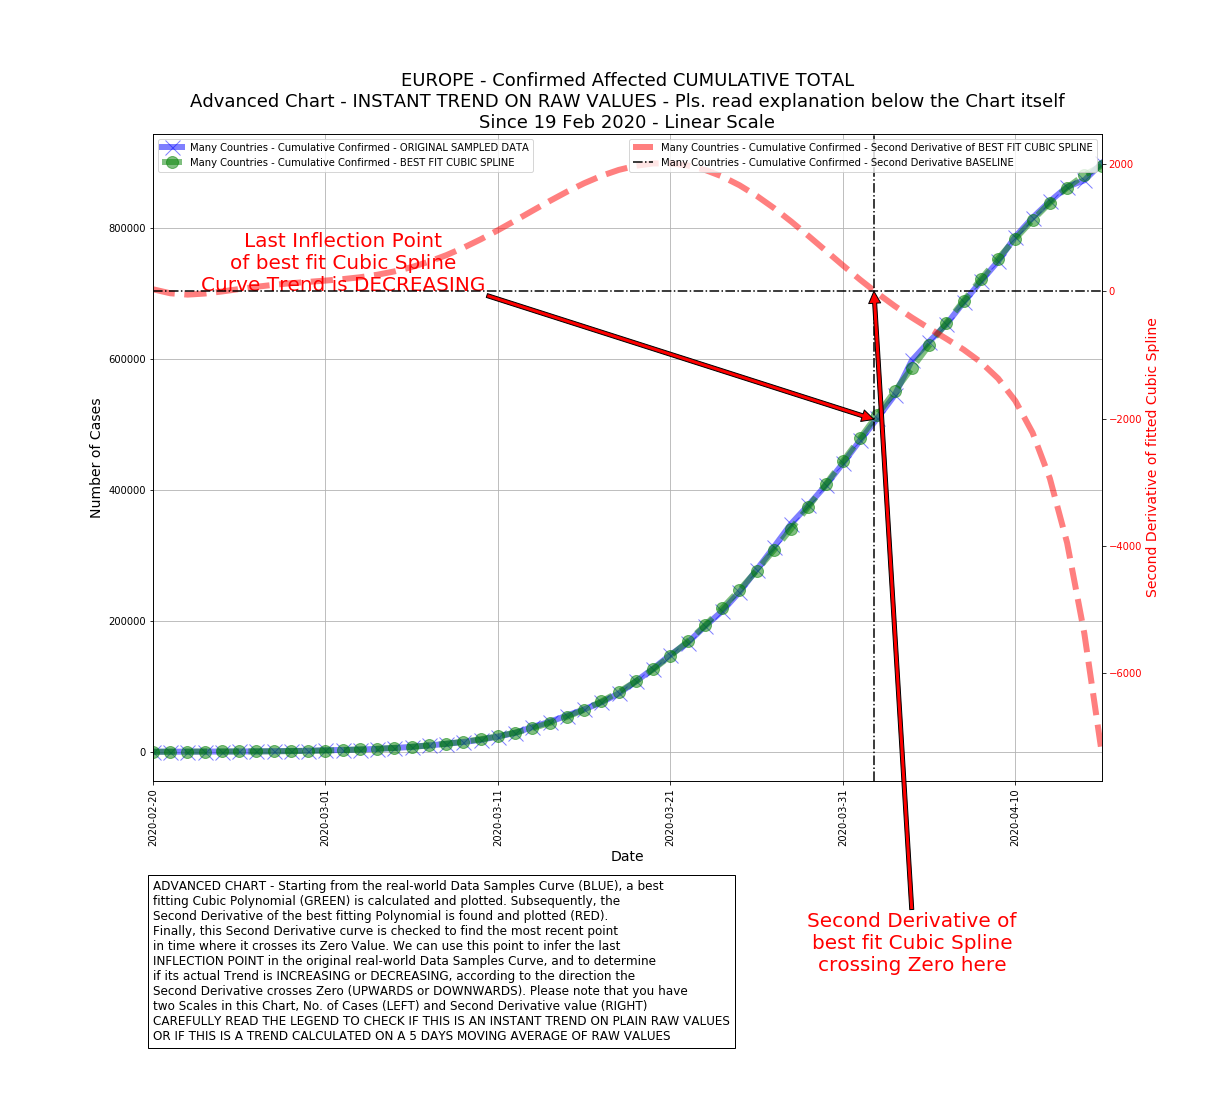 EUROPE - Confirmed Affected CUMULATIVE TOTAL
Advanced Chart - INSTANT TREND ON RAW VALUES - Pls. read explanation below the Chart itself
Since 19 Feb 2020 - Linear Scale
Many Countries - Cumulative Confirmed - ORIGINAL SAMPLED DATA
Many Countries - Cumulative Confirmed - BEST FIT CUBIC SPLINE
Many Countries - Cumulative Confirmed - Second Derivative of BEST FIT CUBIC SPLINE
Many Countries - Cumulative Confirmed - Second Derivative BASELINE
Last Inflection Point
of best fit Cubic Spline
Curve Trend is DECREASING
Number of Cases
800000
600000
400000
200000
0
2000
0
−2000
−4000
−6000
Second Derivative of fitted Cubic Spline
2020-02-20
2020-03-01
2020-03-11
2020-03-21
2020-03-31
2020-04-10
Date
ADVANCED CHART - Starting from the real-world Data Samples Curve (BLUE), a best
fitting Cubic Polynomial (GREEN) is calculated and plotted. Subsequently, the
Second Derivative of the best fitting Polynomial is found and plotted (RED).
Finally, this Second Derivative curve is checked to find the most recent point
in time where it crosses its Zero Value. We can use this point to infer the last
INFLECTION POINT in the original real-world Data Samples Curve, and to determine
if its actual Trend is INCREASING or DECREASING, according to the direction the
Second Derivative crosses Zero (UPWARDS or DOWNWARDS). Please note that you have
two Scales in this Chart, No. of Cases (LEFT) and Second Derivative value (RIGHT)
CAREFULLY READ THE LEGEND TO CHECK IF THIS IS AN INSTANT TREND ON PLAIN RAW VALUES
OR IF THIS IS A TREND CALCULATED ON A 5 DAYS MOVING AVERAGE OF RAW VALUES
Second Derivative of
best fit Cubic Spline
crossing Zero here